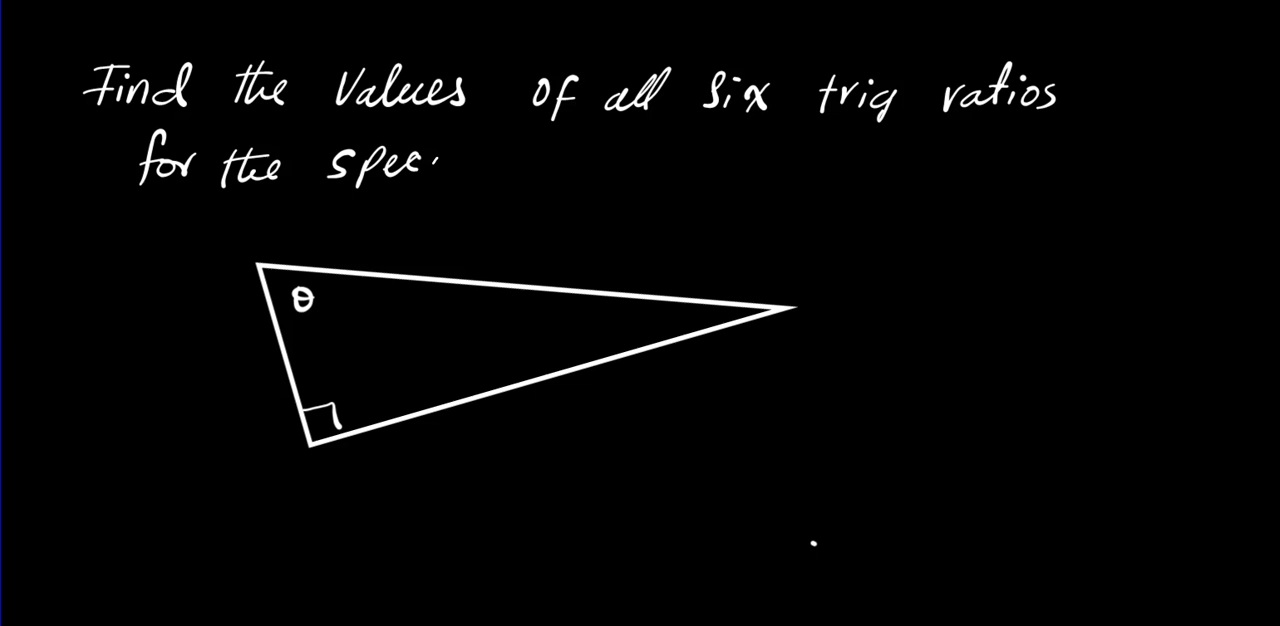 Find the Values of all six trig ratios
for the spec.
θ